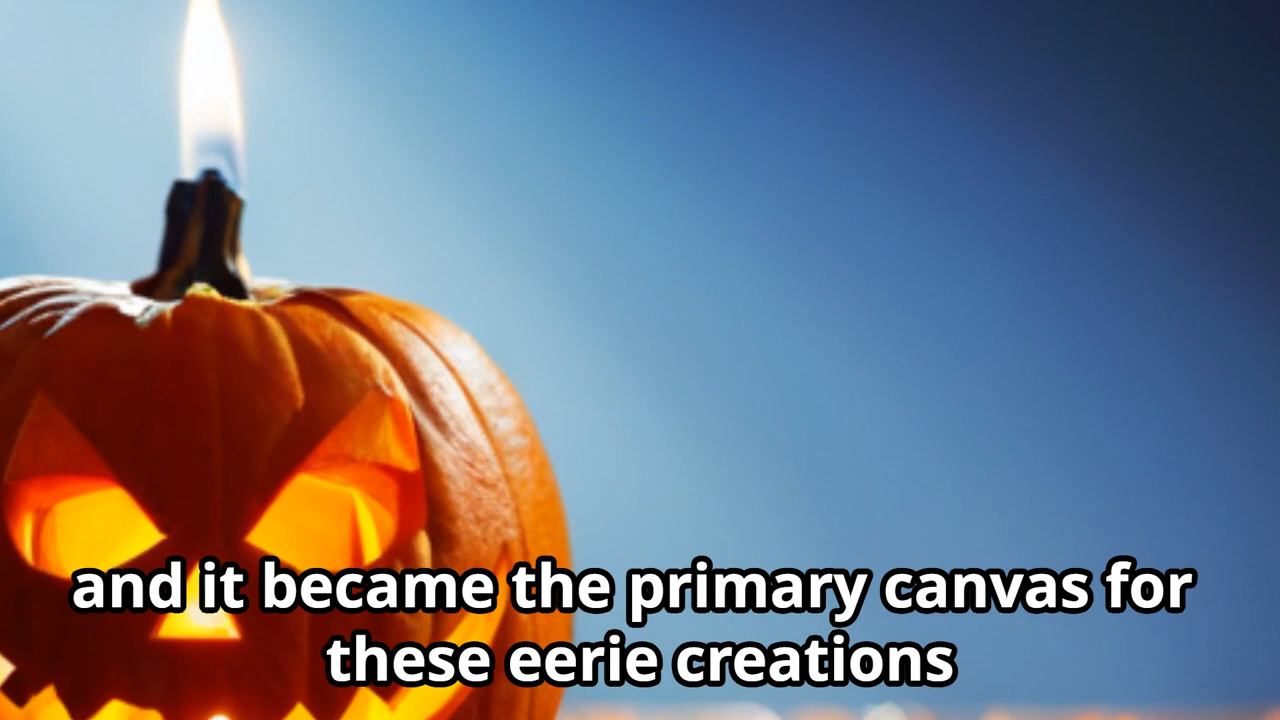 and it became the primary canvas for
these eerie creations